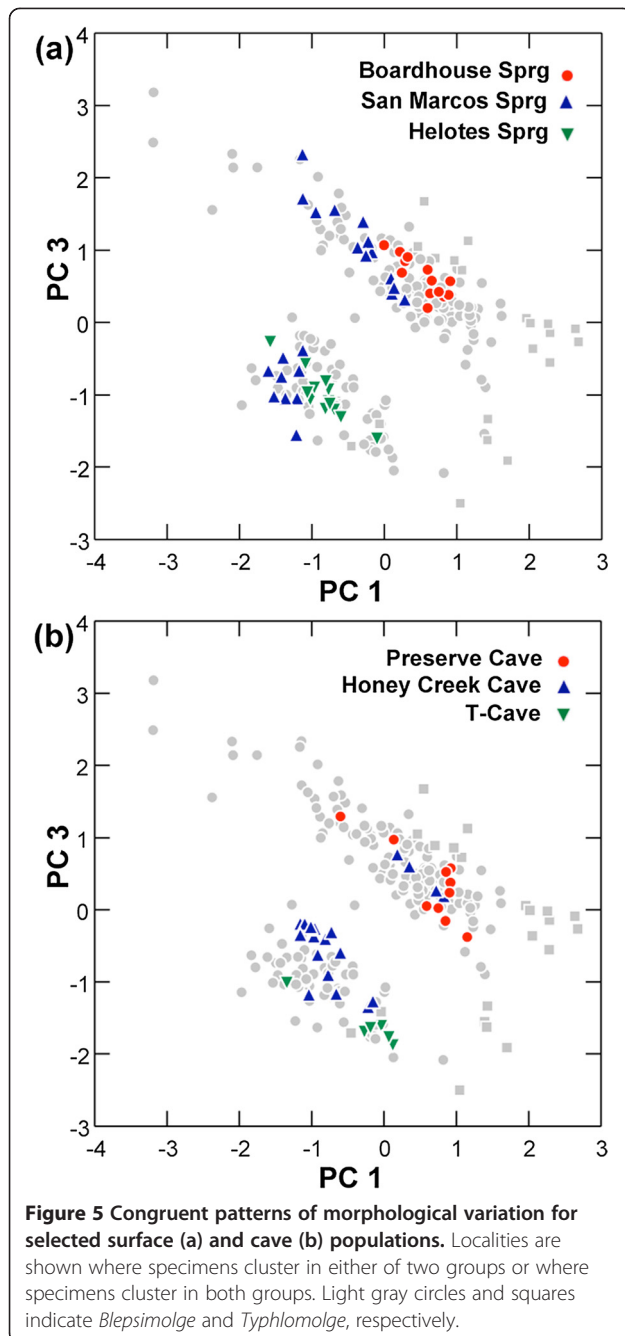 (a)
Boardhouse Sprg
San Marcos Sprg
Helotes Sprg
4
3
2
1
0
-1
-2
-3
PC 3
-4 -3 -2 -1 0 1 2 3
PC 1
(b)
Preserve Cave
Honey Creek Cave
T-Cave
4
3
2
1
0
-1
-2
-3
PC 3
-4 -3 -2 -1 0 1 2 3
PC 1
Figure 5 Congruent patterns of morphological variation for
selected surface (a) and cave (b) populations. Localities are
shown where specimens cluster in either of two groups or where
specimens cluster in both groups. Light gray circles and squares
indicate Blepsimolge and Typhlomolge, respectively.